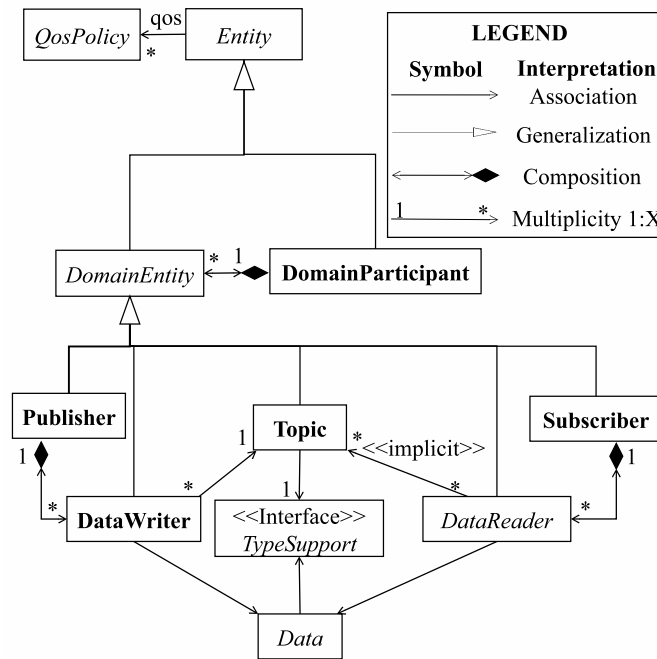 qos
QosPolicy
*
Entity
LEGEND
Symbol Interpretation
Association
Generalization
Composition
1 * Multiplicity 1:X
DomainEntity
* 1
DomainParticipant
Publisher
1
*
DataWriter
*
1
Topic
*
<<implicit>>
*
1
<<Interface>>
TypeSupport
Subscriber
1
*
DataReader
Data